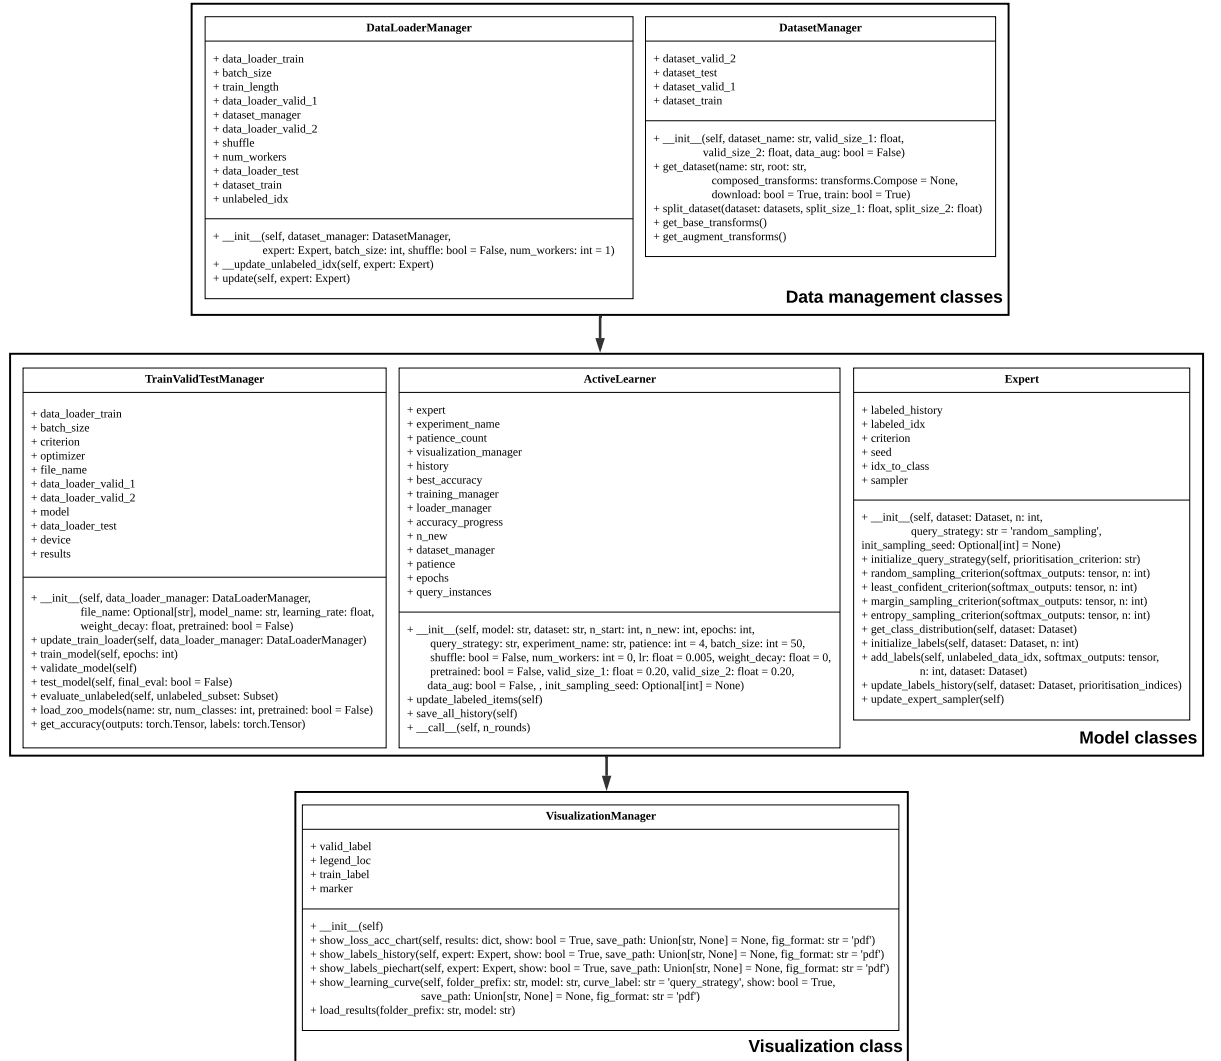 DataLoaderManager
+ data_loader_train
+ batch_size
+ train_length
+ data_loader_valid_1
+ dataset_manager
+ data_loader_valid_2
+ shuffle
+ num_workers
+ data_loader_test
+ dataset_train
+ unlabeled_idx
+ __init__(self, dataset_manager: DatasetManager,
expert: Expert, batch_size: int, shuffle: bool = False, num_workers: int = 1)
+ __update_unlabeled_idx(self, expert: Expert)
+ update(self, expert: Expert)
DatasetManager
+ dataset_valid_2
+ dataset_test
+ dataset_valid_1
+ dataset_train
+ __init__(self, dataset_name: str, valid_size_1: float,
valid_size_2: float, data_aug: bool = False)
+ get_dataset(name: str, root: str,
composed_transforms: transforms.Compose = None,
download: bool = True, train: bool = True)
+ split_dataset(dataset: datasets, split_size_1: float, split_size_2: float)
+ get_base_transforms()
+ get_augment_transforms()
Data management classes
TrainValidTestManager
+ data_loader_train
+ batch_size
+ criterion
+ optimizer
+ file_name
+ data_loader_valid_1
+ data_loader_valid_2
+ model
+ data_loader_test
+ device
+ results
+ __init__(self, data_loader_manager: DataLoaderManager,
file_name: Optional[str], model_name: str, learning_rate: float,
weight_decay: float, pretrained: bool = False)
+ update_train_loader(self, data_loader_manager: DataLoaderManager)
+ train_model(self, epochs: int)
+ validate_model(self)
+ test_model(self, final_eval: bool = False)
+ evaluate_unlabeled(self, unlabeled_subset: Subset)
+ load_zoo_models(name: str, num_classes: int, pretrained: bool = False)
+ get_accuracy(outputs: torch.Tensor, labels: torch.Tensor)
ActiveLearner
+ expert
+ experiment_name
+ patience_count
+ visualization_manager
+ history
+ best_accuracy
+ training_manager
+ loader_manager
+ accuracy_progress
+ n_new
+ dataset_manager
+ patience
+ epochs
+ query_instances
+ __init__(self, model: str, dataset: str, n_start: int, n_new: int, epochs: int,
query_strategy: str, experiment_name: str, patience: int = 4, batch_size: int = 50,
shuffle: bool = False, num_workers: int = 0, lr: float = 0.005, weight_decay: float = 0,
pretrained: bool = False, valid_size_1: float = 0.20, valid_size_2: float = 0.20,
data_aug: bool = False, , init_sampling_seed: Optional[int] = None)
+ update_labeled_items(self)
+ save_all_history(self)
+ __call__(self, n_rounds)
Expert
+ labeled_history
+ labeled_idx
+ criterion
+ seed
+ idx_to_class
+ sampler
+ __init__(self, dataset: Dataset, n: int,
query_strategy: str = 'random_sampling',
init_sampling_seed: Optional[int] = None)
+ initialize_query_strategy(self, prioritisation_criterion: str)
+ random_sampling_criterion(softmax_outputs: tensor, n: int)
+ least_confident_criterion(softmax_outputs: tensor, n: int)
+ margin_sampling_criterion(softmax_outputs: tensor, n: int)
+ entropy_sampling_criterion(softmax_outputs: tensor, n: int)
+ get_class_distribution(self, dataset: Dataset)
+ initialize_labels(self, dataset: Dataset, n: int)
+ add_labels(self, unlabeled_data_idx, softmax_outputs: tensor,
n: int, dataset: Dataset)
+ update_labels_history(self, dataset: Dataset, prioritisation_indices)
+ update_expert_sampler(self)
Model classes
VisualizationManager
+ valid_label
+ legend_loc
+ train_label
+ marker
+ __init__(self)
+ show_loss_acc_chart(self, results: dict, show: bool = True, save_path: Union[str, None] = None, fig_format: str = 'pdf')
+ show_labels_history(self, expert: Expert, show: bool = True, save_path: Union[str, None] = None, fig_format: str = 'pdf')
+ show_labels_piechart(self, expert: Expert, show: bool = True, save_path: Union[str, None] = None, fig_format: str = 'pdf')
+ show_learning_curve(self, folder_prefix: str, model: str, curve_label: str = 'query_strategy', show: bool = True,
save_path: Union[str, None] = None, fig_format: str = 'pdf')
+ load_results(folder_prefix: str, model: str)
Visualization class